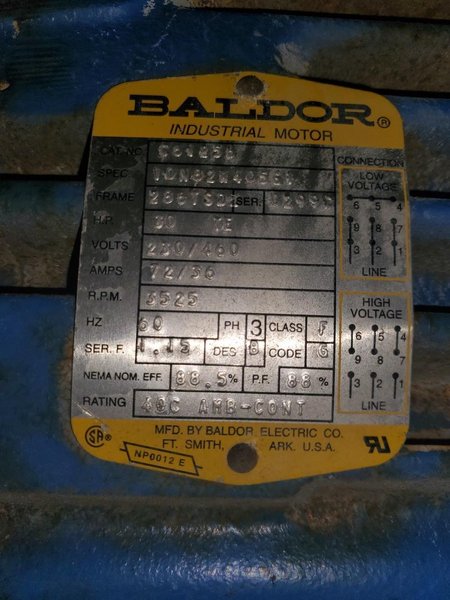 BALDOR®
INDUSTRIAL MOTOR
CAT.NO.
SPEC
FRAME 286TSD SER.
H.P. 30 TE
VOLTS 230/460
AMPS 72/36
R.P.M. 3525
HZ 60 PH 3 CLASS F
SER. F. 1.15 DES B CODE G
NEMA NOM. EFF 88.5 % P.F. 88 %
RATING 40C AMB-CONT
CONNECTION
LOW
VOLTAGE
6 5 4
9 8 7
3 2 1
LINE
HIGH
VOLTAGE
6 5 4
9 8 7
3 2 1
LINE
MFD. BY BALDOR ELECTRIC CO.
FT. SMITH, ARK. U.S.A.
NP0012 E